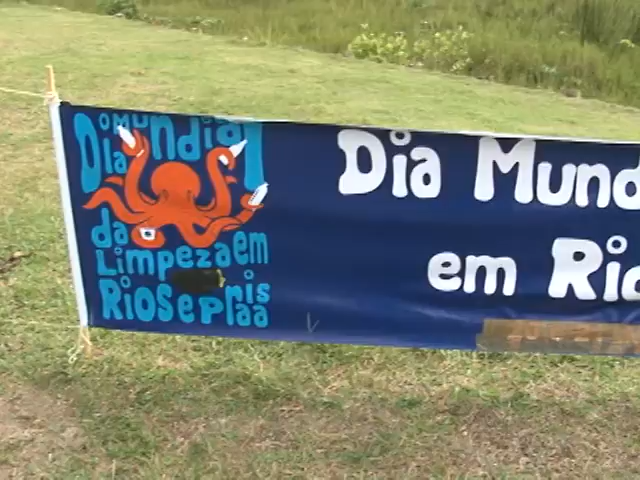 Dia Mundial
da
Limpeza em
Rios e praias
Dia Mund
em Rio